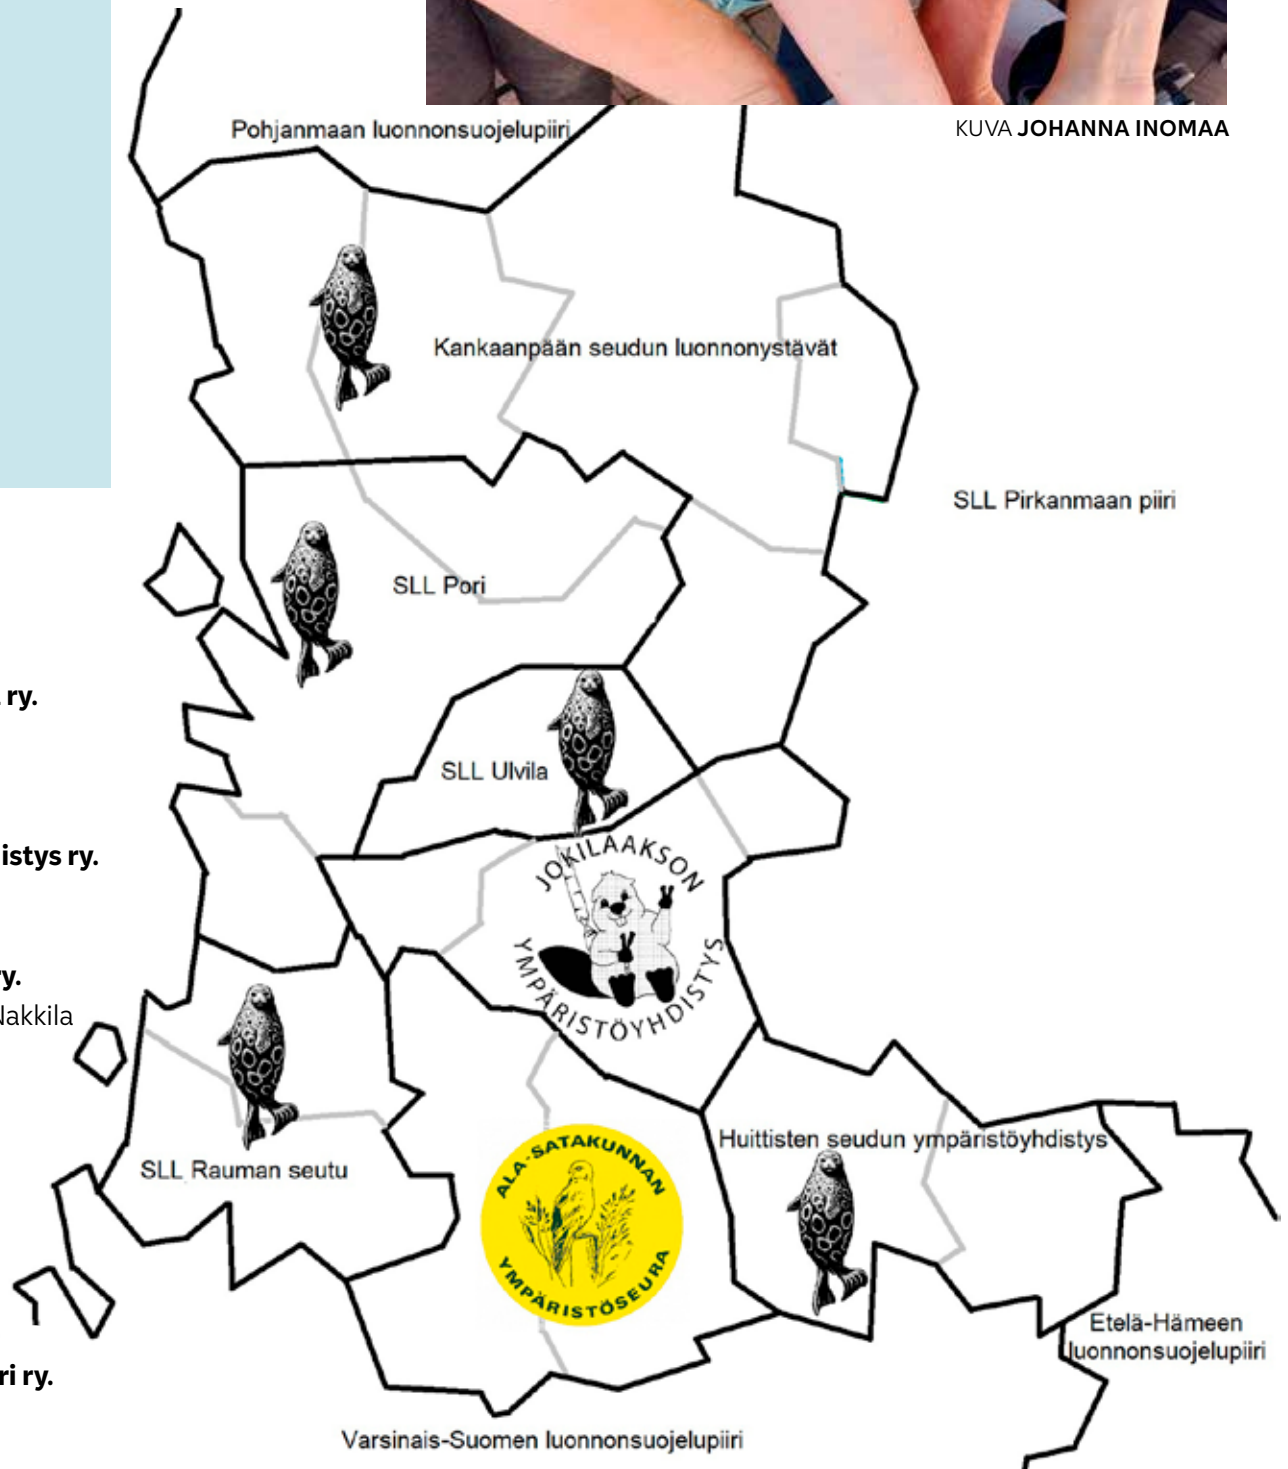 KUVA JOHANNA INOMAA
Pohjanmaan luonnonsuojelupiiri
Kankaanpään seudun luonnonystävät
SLL Pirkanmaan piiri
SLL Pori
ry.
SLL Ulvila
istys ry.
JOKILAAKSON
YMPÄRISTÖYHDISTYS
ry.
Nakkila
Huittisten seudun ympäristöyhdistys
SLL Rauman seutu
ALA-SATAKUNNAN
YMPÄRISTÖSEURA
Etelä-Hämeen
luonnonsuojelupiiri
ri ry.
Varsinais-Suomen luonnonsuojelupiiri